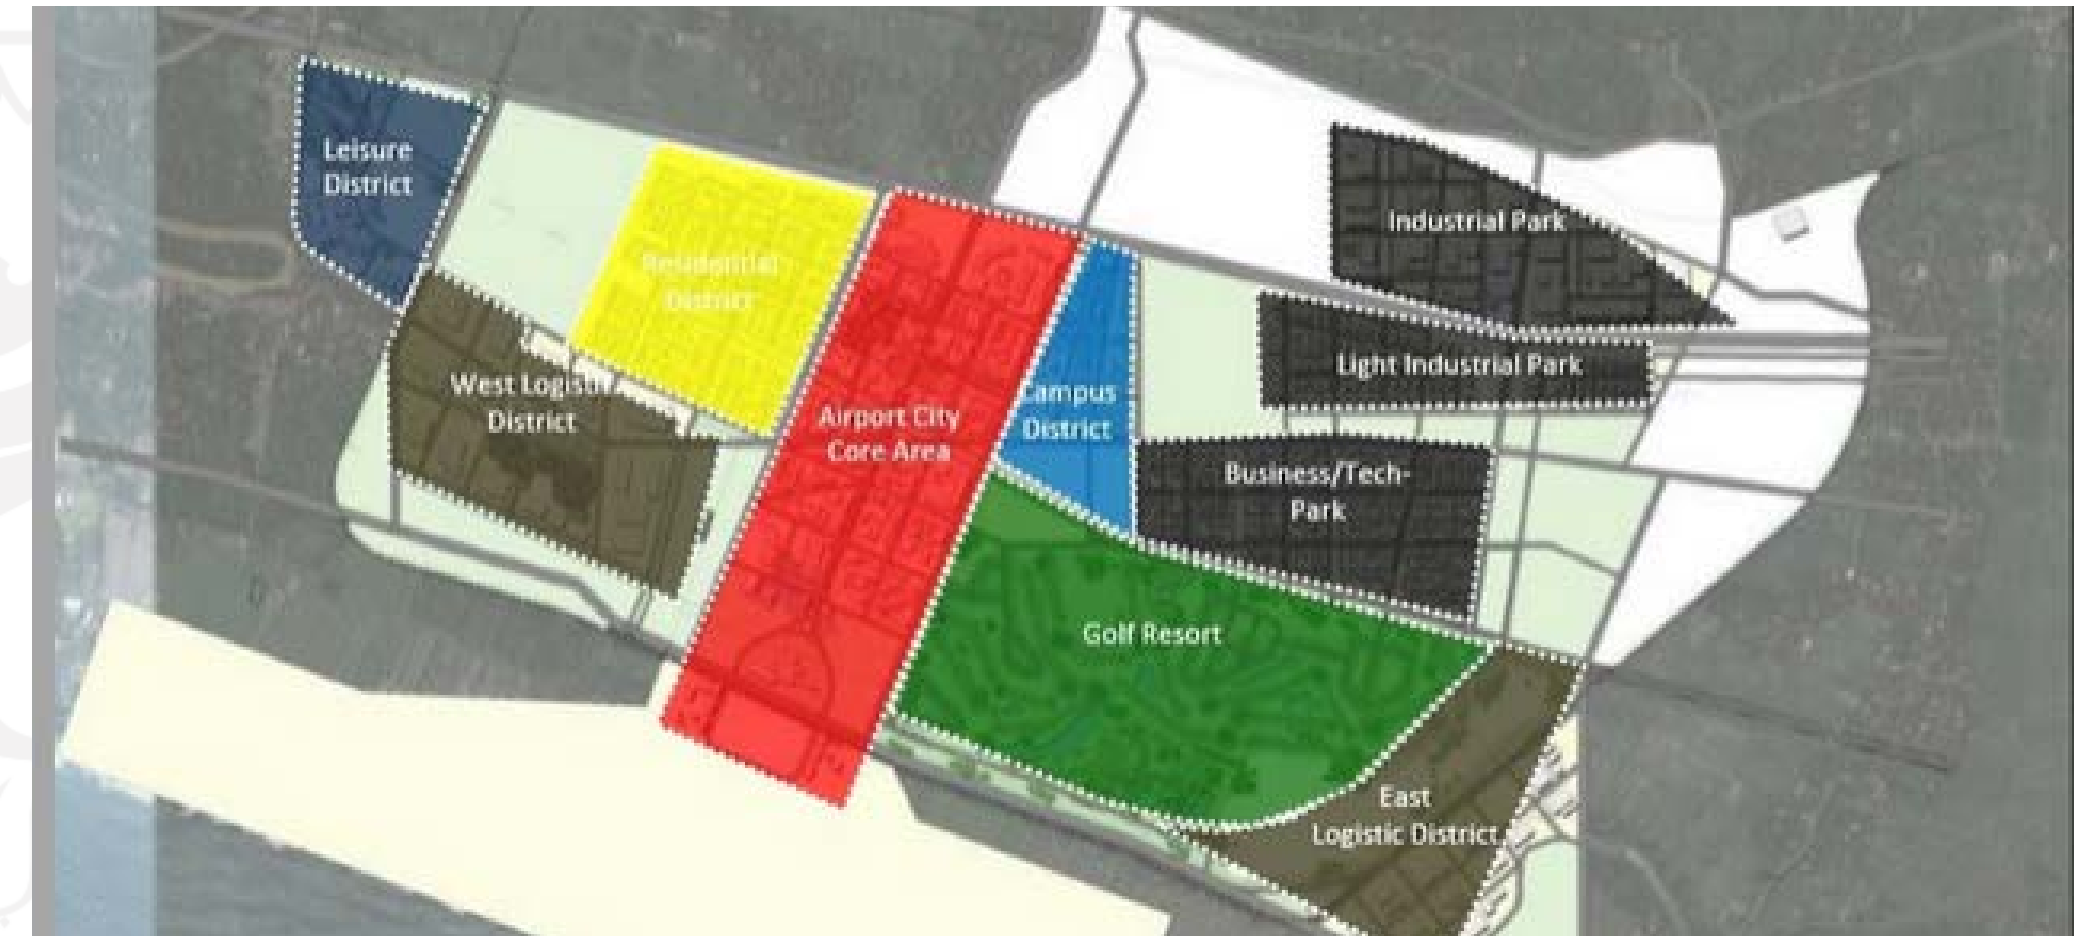 Leisure
District
Residential
District
West Logisti
District
Airport City
Core Area
Campus
District
Industrial Park
Light Industrial Park
Business/Tech-
Park
Golf Resort
East
Logistic District